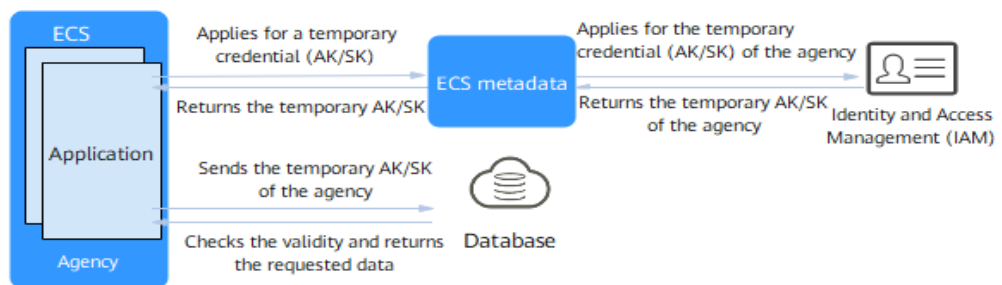 ECS
Application
Agency
Applies for a temporary
credential (AK/SK)
Returns the temporary AK/SK
ECS metadata
Applies for the temporary
credential (AK/SK) of the agency
Returns the temporary AK/SK
of the agency
Identity and Access
Management (IAM)
Sends the temporary AK/SK
of the agency
Checks the validity and returns
the requested data
Database